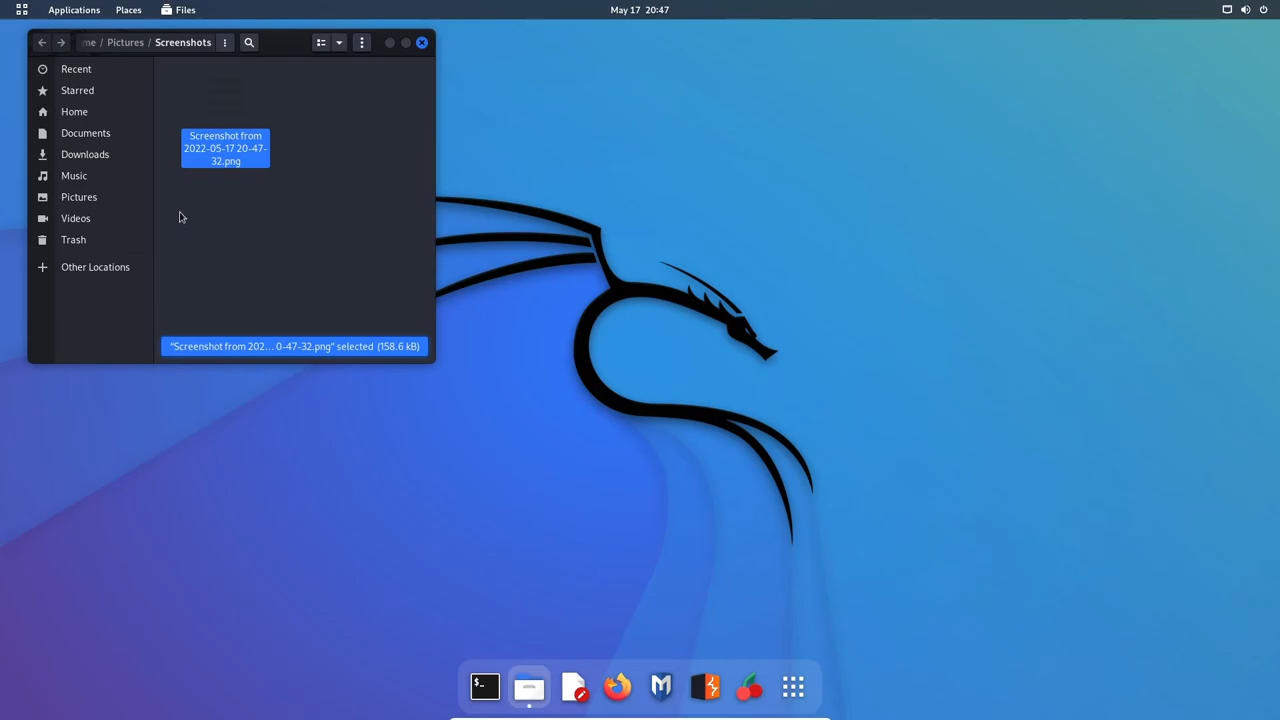 Applications Places Files May 17 20:47
me / Pictures / Screenshots
Recent
Starred
Home
Documents
Downloads
Music
Pictures
Videos
Trash
Other Locations
Screenshot from
2022-05-17 20-47-
32.png
"Screenshot from 202… 0-47-32.png" selected (158.6 kB)
$_